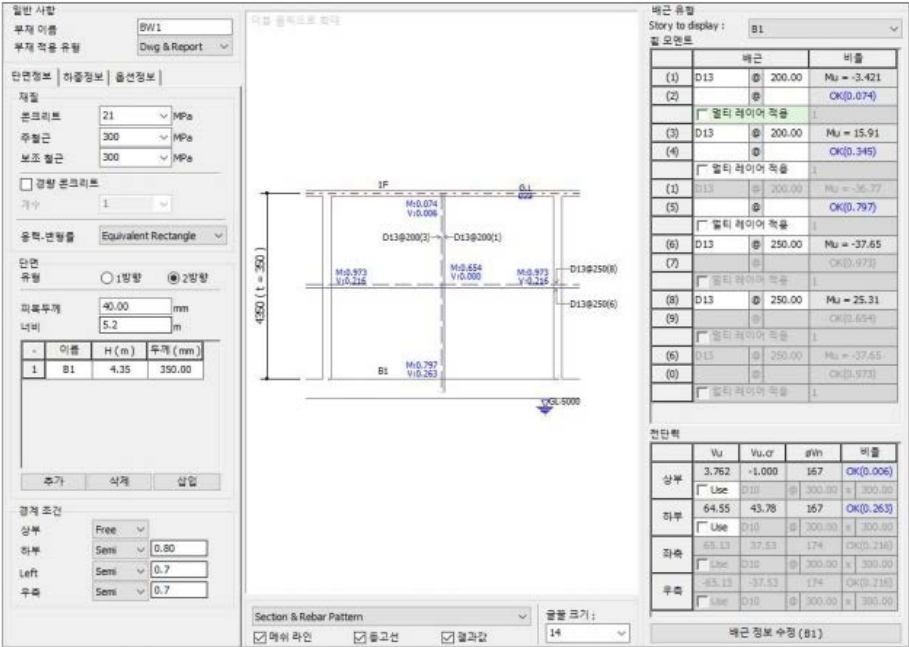 일반 사항
부재 이름 BW1
부재 적용 유형 Dwg & Report
단면정보 하중정보 옵션정보
재질
콘크리트 21 MPa
주철근 300 MPa
보조 철근 300 MPa
경량 콘크리트
계수 1
응력-변형률 Equivalent Rectangle
단면
유형 1방향 2방향
피복두께 40.00 mm
너비 5.2 m
- 이름 H (m) 두께 (mm)
1 B1 4.35 350.00
추가 삭제 삽입
경계 조건
상부 Free
하부 Semi 0.80
Left Semi 0.7
우측 Semi 0.7
이름 클릭으로 확대
1F
G.L
M:0.074
V:0.006
D13@200(3) D13@200(1)
4350 ( t = 350 )
M:0.973
V:0.216
M:0.654
V:0.000
M:0.973
V:0.216
D13@250(8)
D13@250(6)
M:0.797
V:0.263
B1
GL-5000
Section & Rebar Pattern
메쉬 라인 등고선 결과값
글꼴 크기 :
14
배근 유형
Story to display : B1
휨 모멘트
배근 비율
(1) D13 @ 200.00 Mu = -3.421
(2) @ OK(0.074)
멀티 레이어 적용 1
(3) D13 @ 200.00 Mu = 15.91
(4) @ OK(0.345)
멀티 레이어 적용 1
(1) D13 @ 200.00 Mu = -36.77
(5) @ OK(0.797)
멀티 레이어 적용 1
(6) D13 @ 250.00 Mu = -37.65
(7) @ OK(0.973)
멀티 레이어 적용 1
(8) D13 @ 250.00 Mu = 25.31
(9) @ OK(0.654)
멀티 레이어 적용 1
(6) D13 @ 250.00 Mu = -37.65
(0) @ OK(0.973)
멀티 레이어 적용 1
전단력
Vu Vu.cr øVn 비율
상부 3.762 -1.000 167 OK(0.006)
Use D10 @ 300.00 x 300.00
하부 64.55 43.78 167 OK(0.263)
Use D10 @ 300.00 x 300.00
좌측 65.13 37.53 174 OK(0.216)
Use D10 @ 300.00 x 300.00
우측 -65.13 -37.53 174 OK(0.216)
Use D10 @ 300.00 x 300.00
배근 정보 수정 (B1)